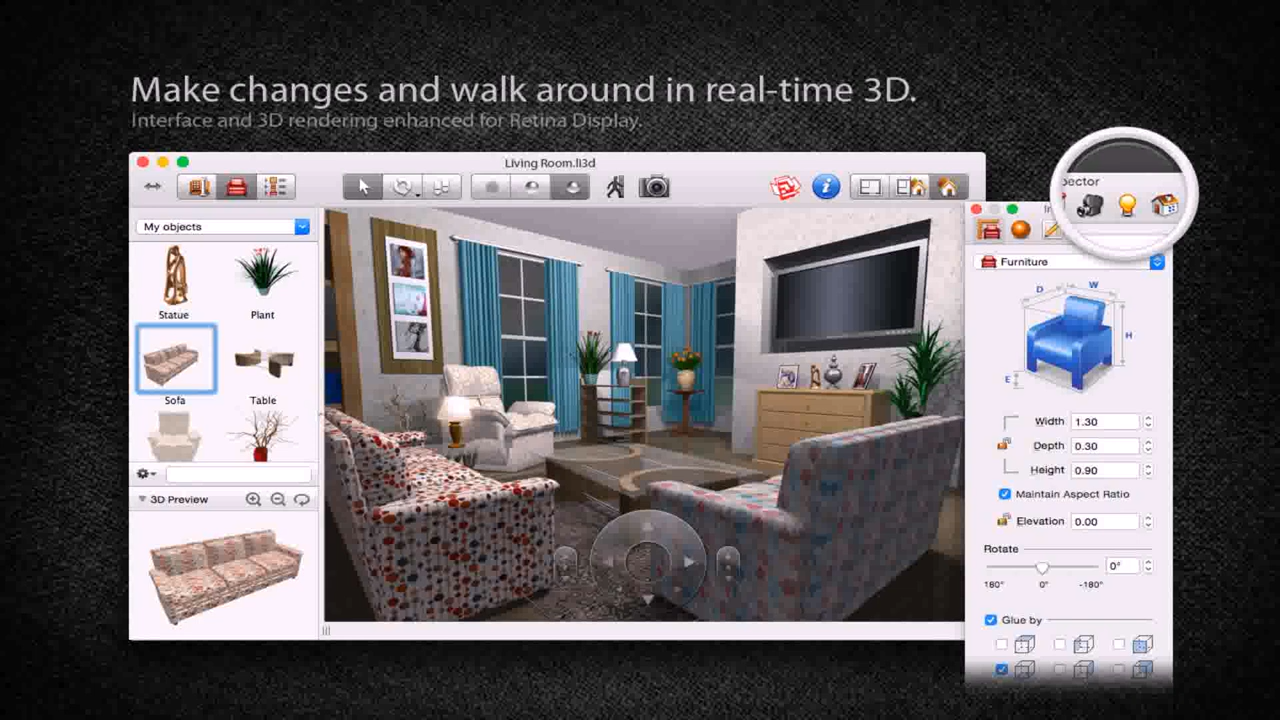 Make changes and walk around in real-time 3D.
Interface and 3D rendering enhanced for Retina Display.
Living Room.li3d
My objects
Statue
Plant
Sofa
Table
3D Preview
Furniture
D
W
H
E
Width 1.30
Depth 0.30
Height 0.90
Maintain Aspect Ratio
Elevation 0.00
Rotate
0°
180° 0° -180°
Glue by